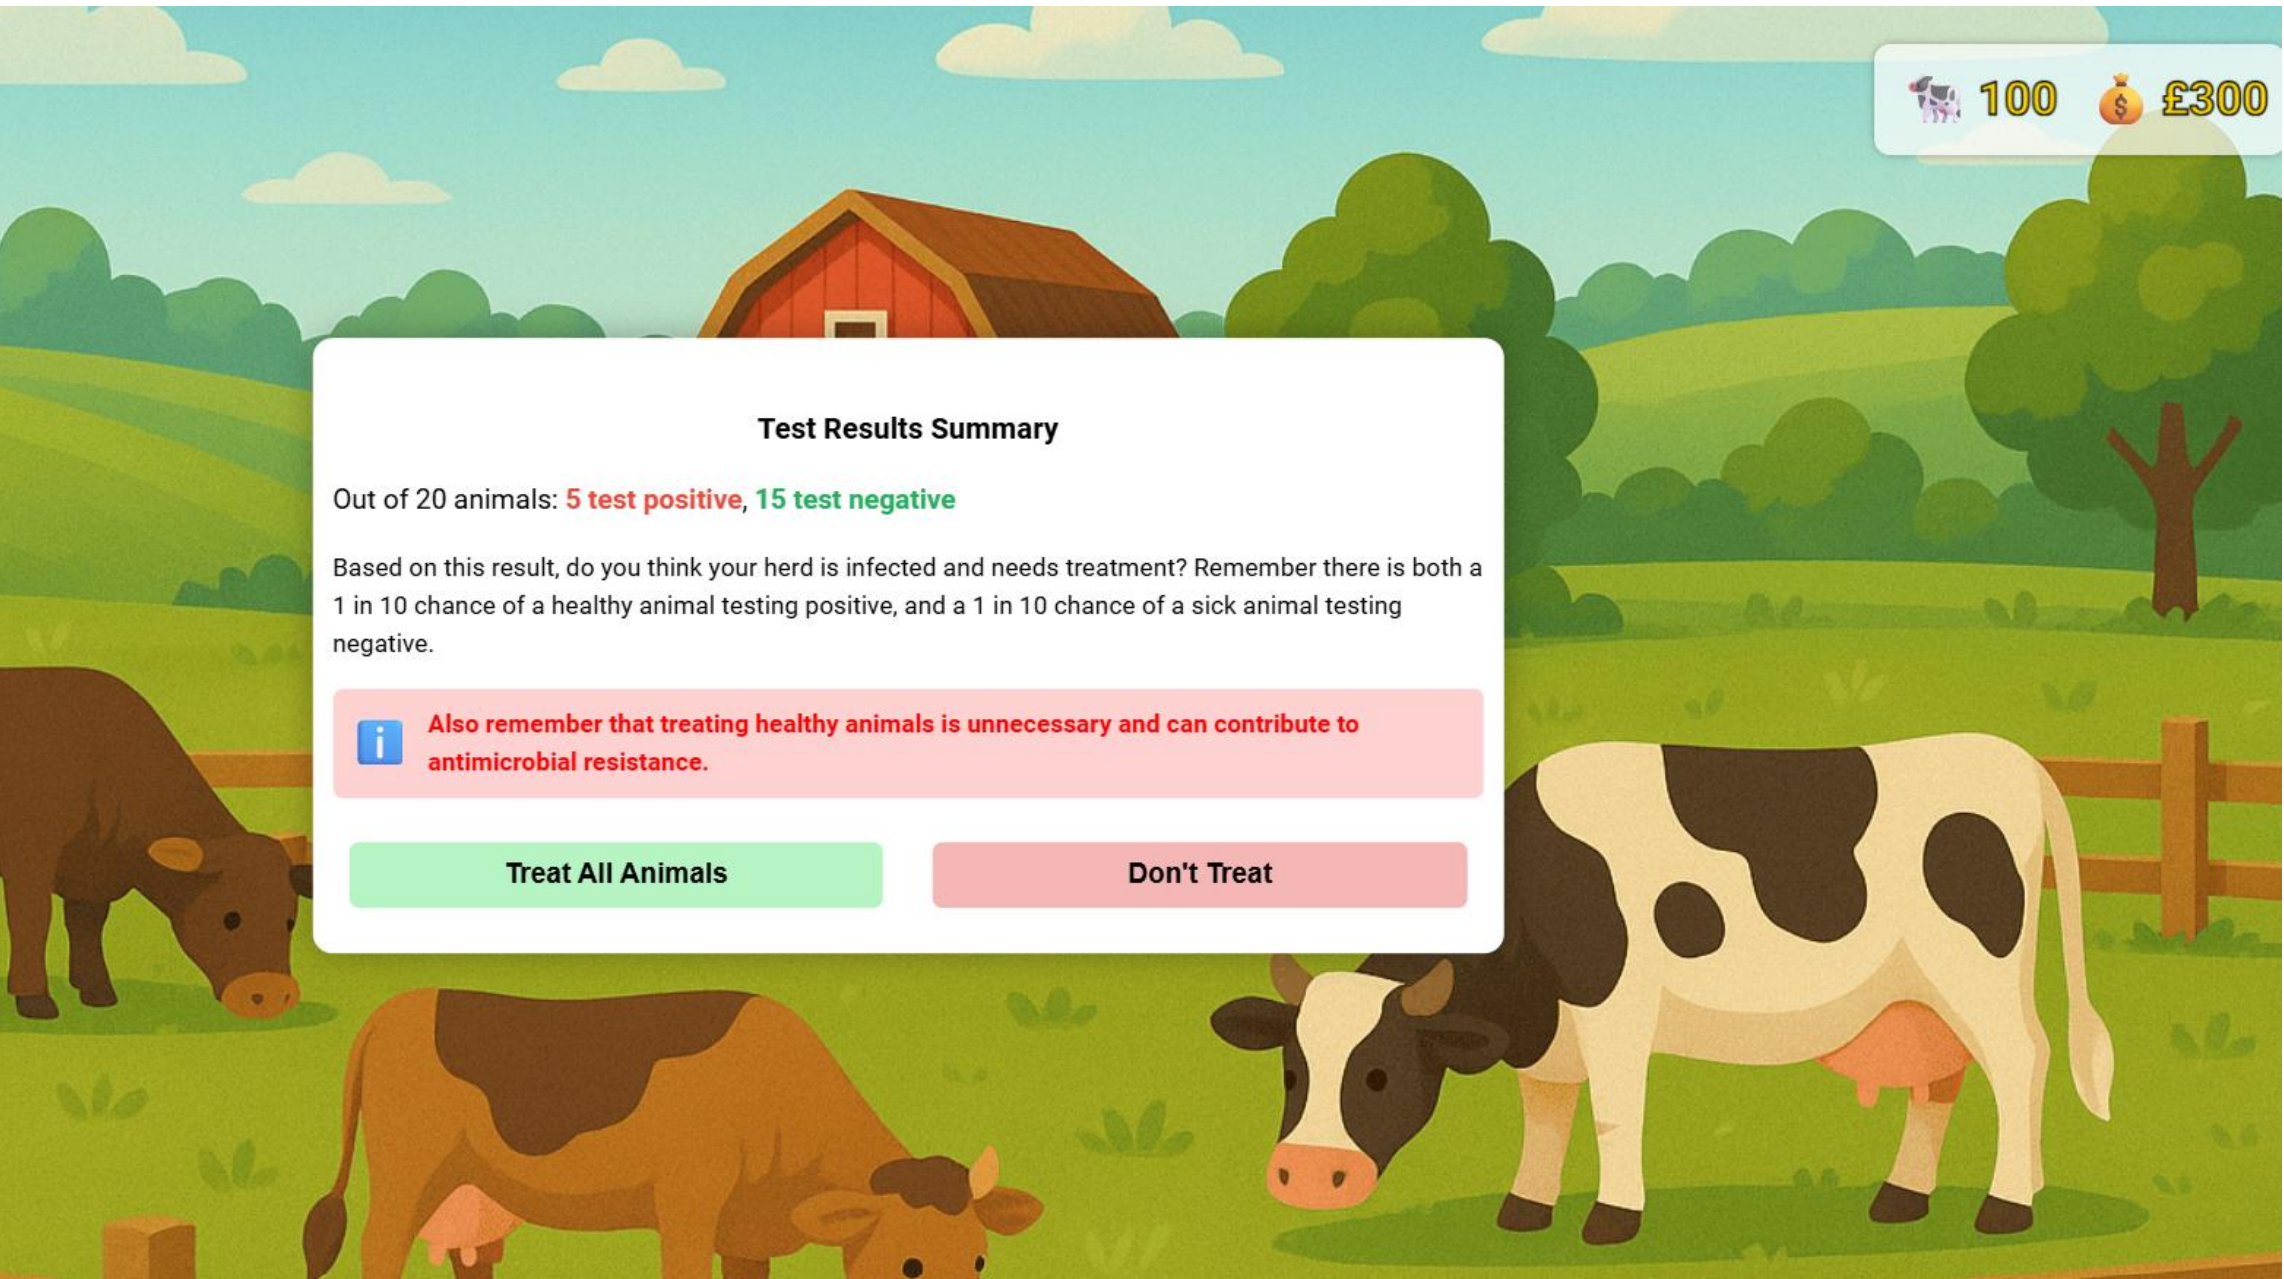 100 £300
Test Results Summary
Out of 20 animals: 5 test positive, 15 test negative
Based on this result, do you think your herd is infected and needs treatment? Remember there is both a
1 in 10 chance of a healthy animal testing positive, and a 1 in 10 chance of a sick animal testing
negative.
Also remember that treating healthy animals is unnecessary and can contribute to
antimicrobial resistance.
Treat All Animals Don't Treat